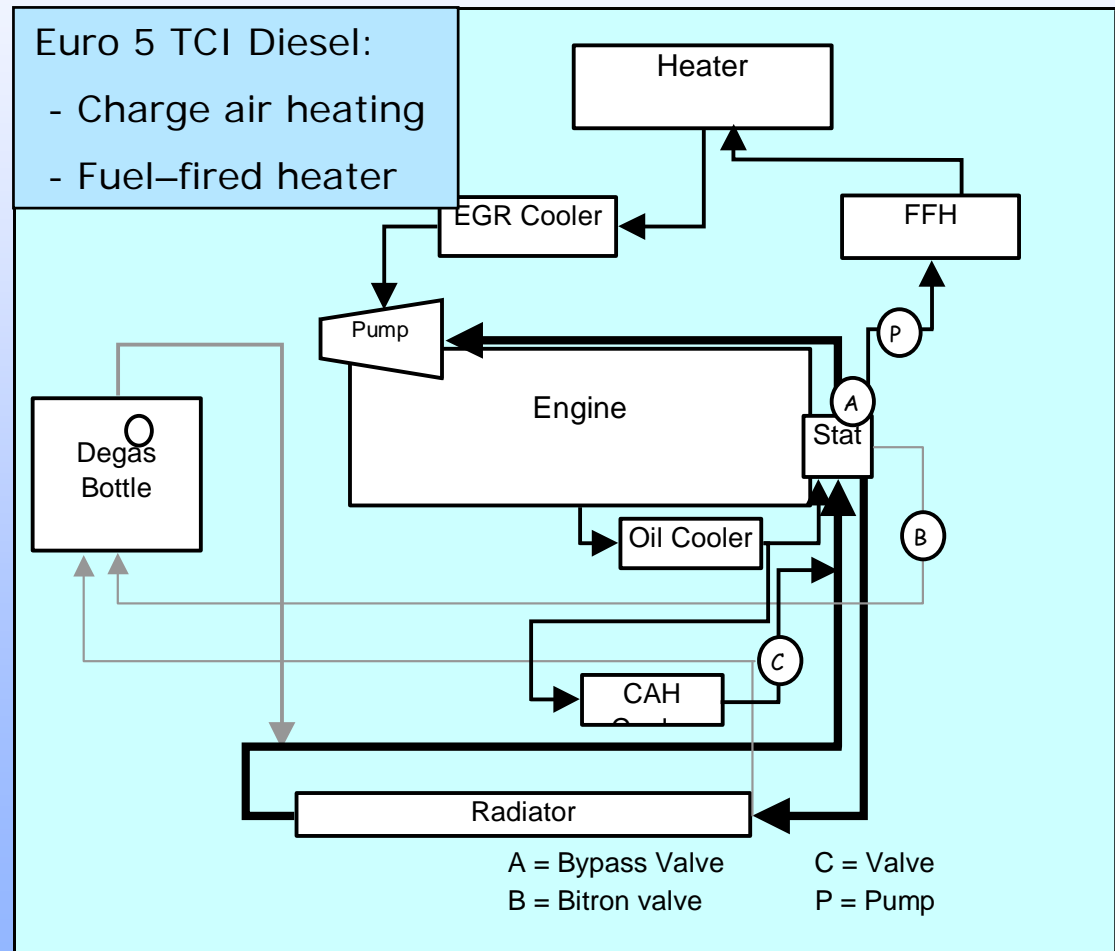 Euro 5 TCI Diesel:
- Charge air heating
- Fuel–fired heater
Heater
EGR Cooler
FFH
Pump
P
Engine
A
Stat
Degas
Bottle
Oil Cooler
B
C
CAH
Radiator
A = Bypass Valve
C = Valve
B = Bitron valve
P = Pump